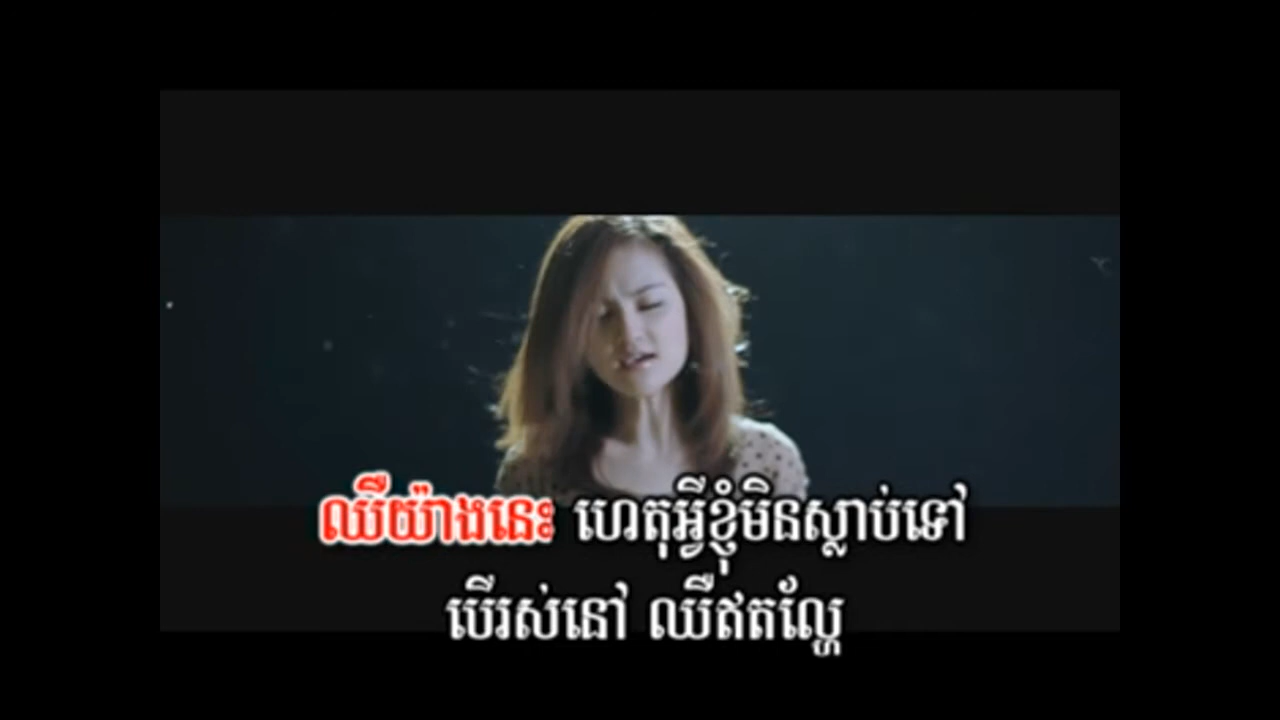 ឈឺយ៉ាងនេះ ហេតុអ្វីខ្ញុំមិនស្លាប់ទៅ
បើរស់នៅ ឈឺឥតល្ហែ